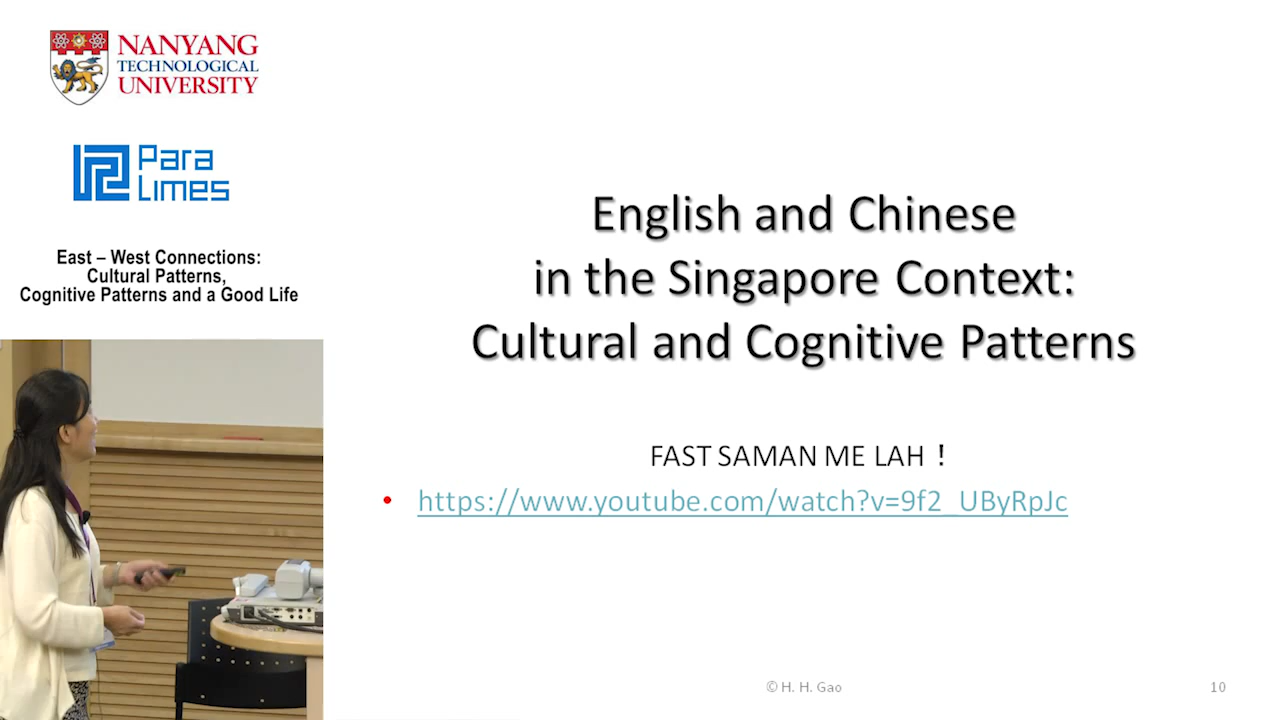 NANYANG
TECHNOLOGICAL
UNIVERSITY
Para
Limes
East – West Connections:
Cultural Patterns,
Cognitive Patterns and a Good Life
English and Chinese
in the Singapore Context:
Cultural and Cognitive Patterns
FAST SAMAN ME LAH！
• https://www.youtube.com/watch?v=9f2_UByRpJc
© H. H. Gao
10